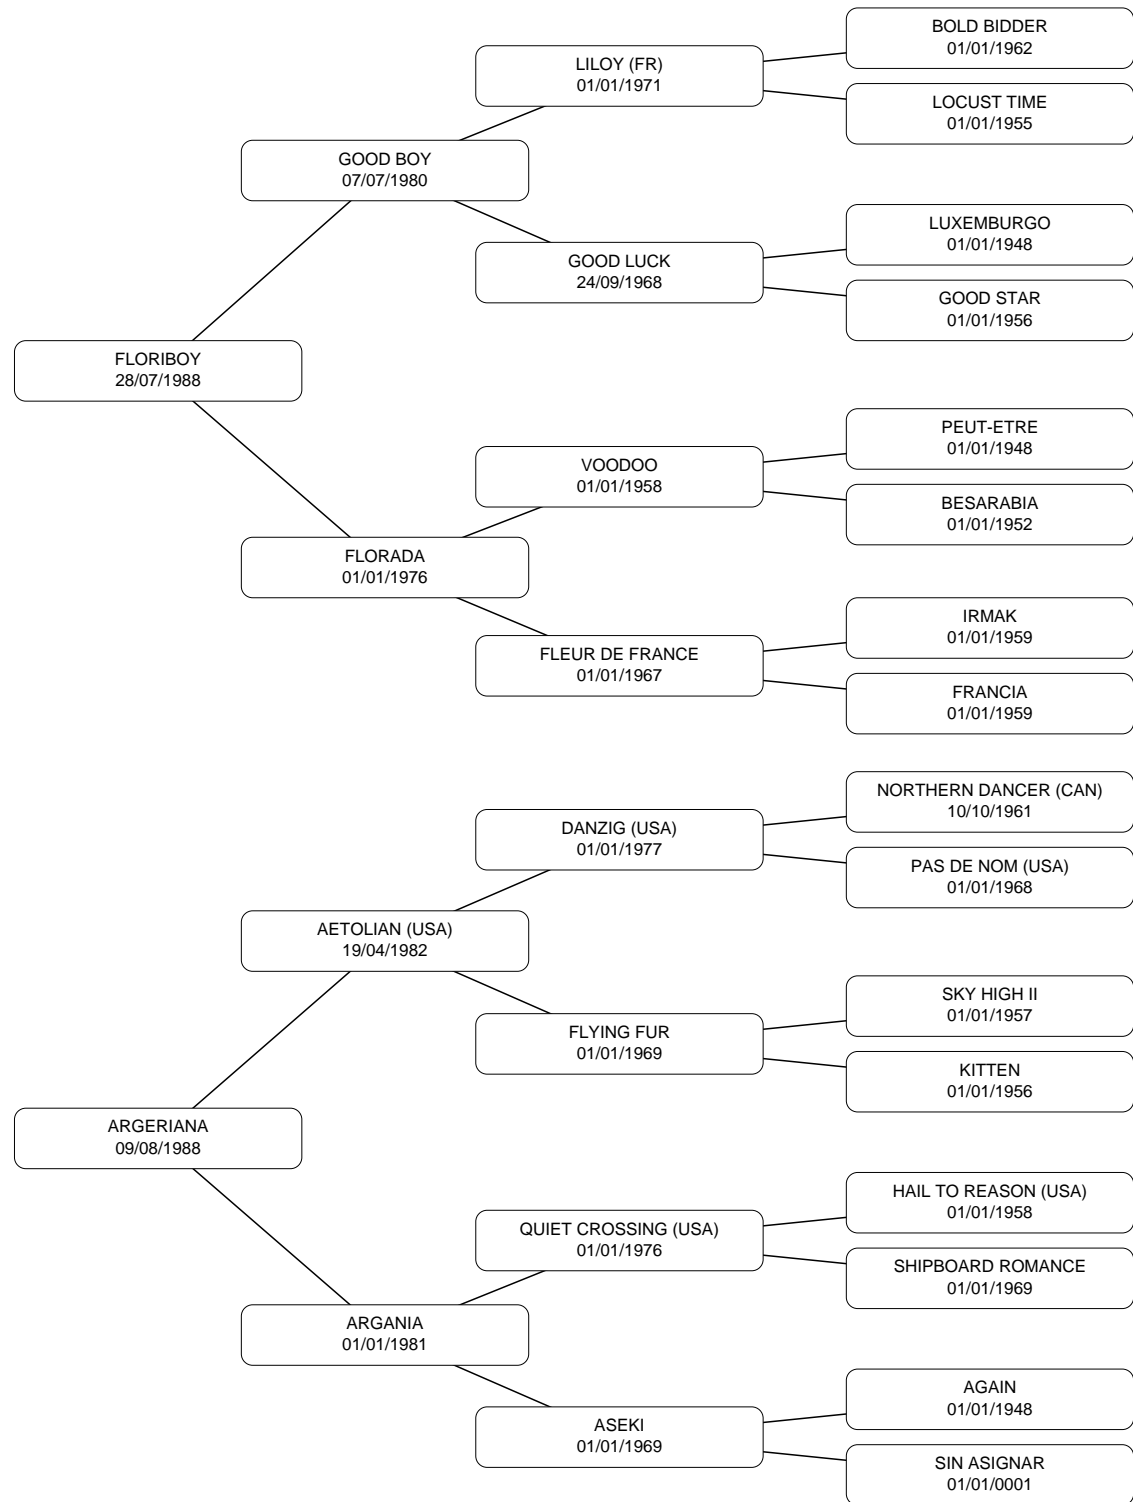 BOLD BIDDER
01/01/1962
LILOY (FR)
01/01/1971
LOCUST TIME
01/01/1955
GOOD BOY
07/07/1980
LUXEMBURGO
01/01/1948
GOOD LUCK
24/09/1968
GOOD STAR
01/01/1956
FLORIBOY
28/07/1988
PEUT-ETRE
01/01/1948
VOODOO
01/01/1958
BESARABIA
01/01/1952
FLORADA
01/01/1976
IRMAK
01/01/1959
FLEUR DE FRANCE
01/01/1967
FRANCIA
01/01/1959
NORTHERN DANCER (CAN)
10/10/1961
DANZIG (USA)
01/01/1977
PAS DE NOM (USA)
01/01/1968
AETOLIAN (USA)
19/04/1982
SKY HIGH II
01/01/1957
FLYING FUR
01/01/1969
KITTEN
01/01/1956
ARGERIANA
09/08/1988
HAIL TO REASON (USA)
01/01/1958
QUIET CROSSING (USA)
01/01/1976
SHIPBOARD ROMANCE
01/01/1969
ARGANIA
01/01/1981
AGAIN
01/01/1948
ASEKI
01/01/1969
SIN ASIGNAR
01/01/0001